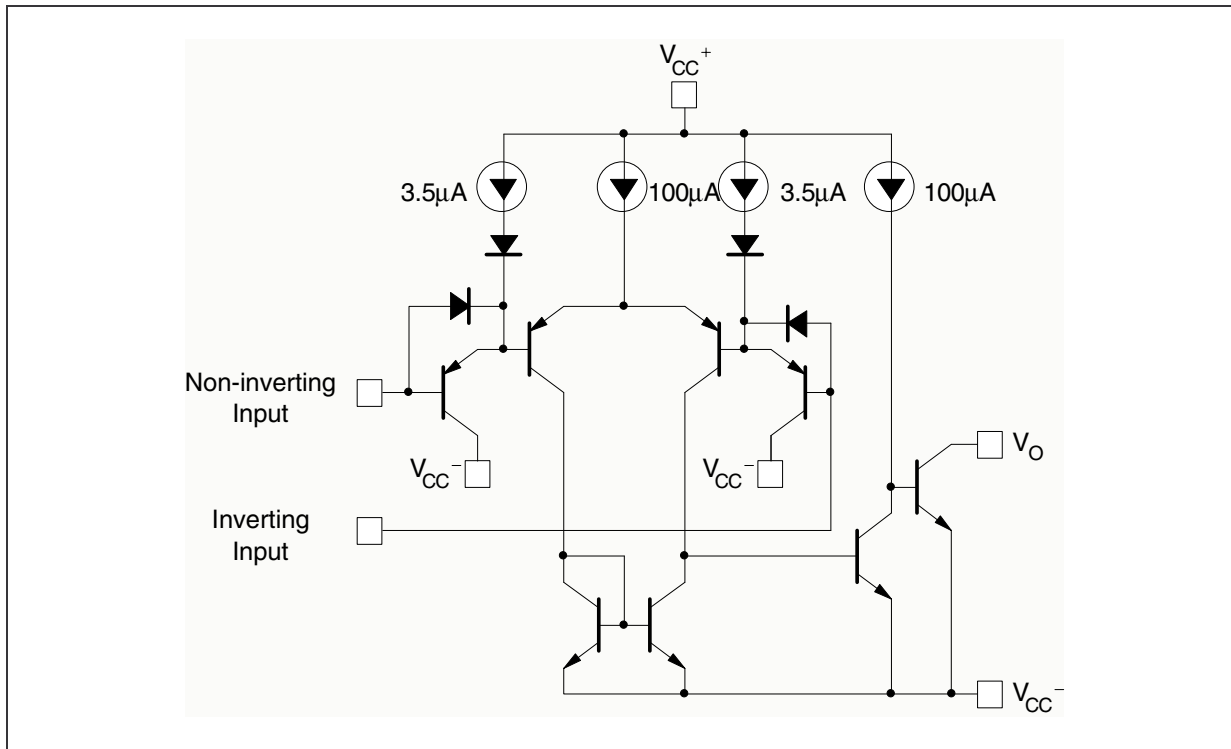 V_CC^+
3.5μA
100μA
3.5μA
100μA
Non-inverting
Input
V_CC^-
V_CC^-
V_O
Inverting
Input
V_CC^-